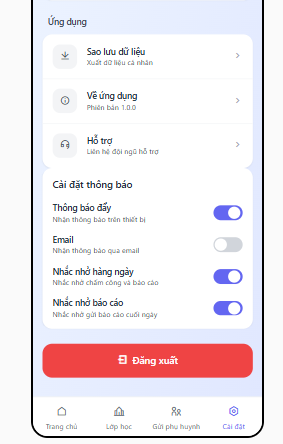 Ứng dụng
Sao lưu dữ liệu
Xuất dữ liệu cá nhân
Về ứng dụng
Phiên bản 1.0.0
Hỗ trợ
Liên hệ đội ngũ hỗ trợ
Cài đặt thông báo
Thông báo đẩy
Nhận thông báo trên thiết bị
Email
Nhận thông báo qua email
Nhắc nhở hàng ngày
Nhắc nhở chấm công và báo cáo
Nhắc nhở báo cáo
Nhắc nhở gửi báo cáo cuối ngày
Đăng xuất
Trang chủ
Lớp học
Gửi phụ huynh
Cài đặt